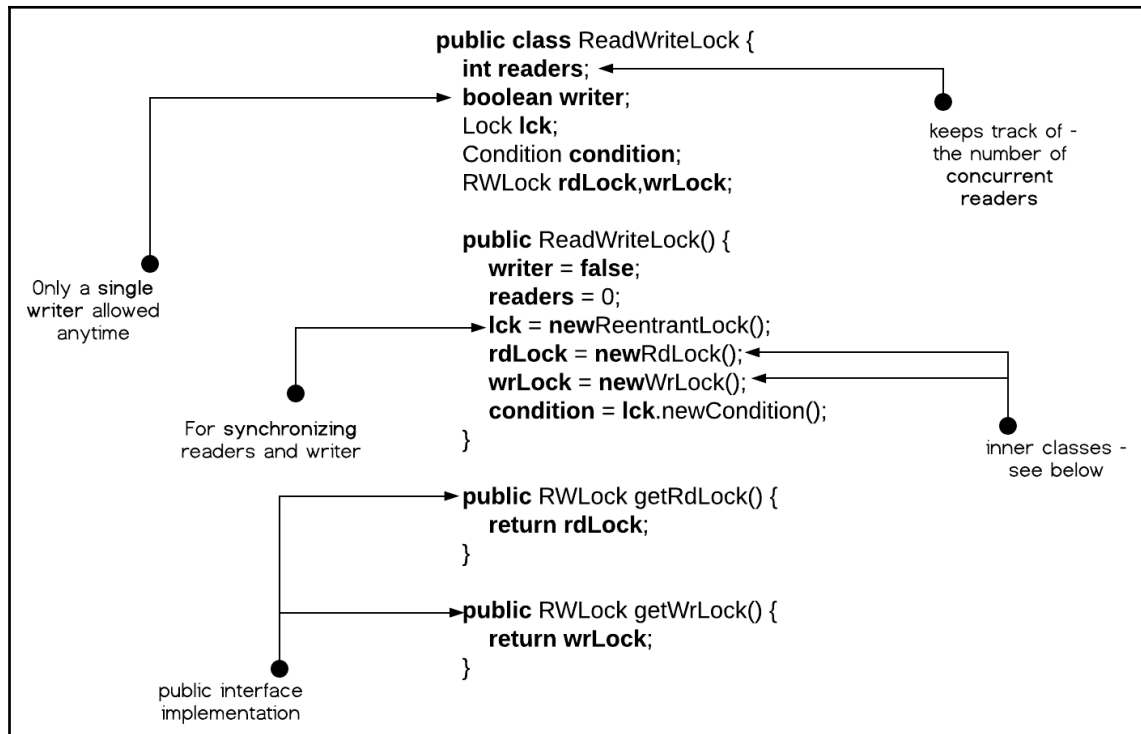 public class ReadWriteLock {
int readers;
boolean writer;
Lock lck;
Condition condition;
RWLock rdLock,wrLock;
keeps track of -
the number of
concurrent
readers
public ReadWriteLock() {
writer = false;
readers = 0;
lck = newReentrantLock();
rdLock = newRdLock();
wrLock = newWrLock();
condition = lck.newCondition();
}
Only a single
writer allowed
anytime
For synchronizing
readers and writer
inner classes -
see below
public RWLock getRdLock() {
return rdLock;
}
public RWLock getWrLock() {
return wrLock;
}
public interface
implementation